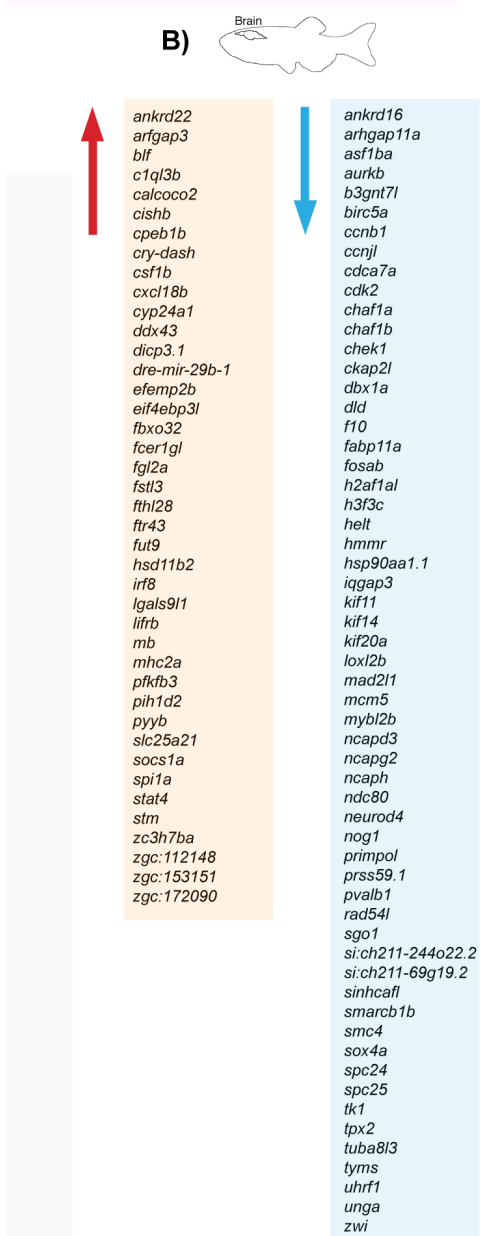 B)
Brain
ankrd22
arfgap3
blf
c1ql3b
calcoco2
cishb
cpeb1b
cry-dash
csf1b
cxcl18b
cyp24a1
ddx43
dicp3.1
dre-mir-29b-1
efemp2b
eif4ebp3l
fbxo32
fcer1gl
fgl2a
fstl3
fthl28
ftr43
fut9
hsd11b2
irf8
lgals9l1
lifrb
mb
mhc2a
pfkfb3
pih1d2
pyyb
slc25a21
socs1a
spi1a
stat4
stm
zc3h7ba
zgc:112148
zgc:153151
zgc:172090
ankrd16
arhgap11a
asf1ba
aurkb
b3gnt7l
birc5a
ccnb1
ccnjl
cdca7a
cdk2
chaf1a
chaf1b
chek1
ckap2l
dbx1a
dld
f10
fabp11a
fosab
h2af1al
h3f3c
helt
hmmr
hsp90aa1.1
iqgap3
kif11
kif14
kif20a
loxl2b
mad2l1
mcm5
mybl2b
ncapd3
ncapg2
ncaph
ndc80
neurod4
nog1
primpol
prss59.1
pvalb1
rad54l
sgo1
si:ch211-244o22.2
si:ch211-69g19.2
sinhcafl
smarcb1b
smc4
sox4a
spc24
spc25
tk1
tpx2
tuba8l3
tyms
uhrf1
unga
zwi